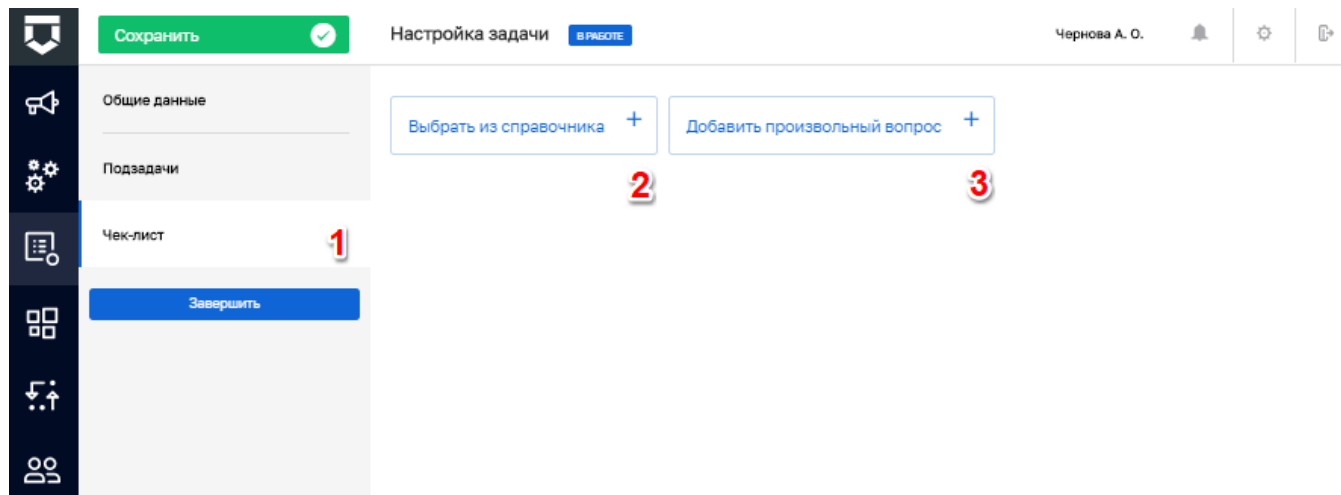 Сохранить
Настройка задачи
В РАБОТЕ
Чернова А. О.
Общие данные
Выбрать из справочника +
Добавить произвольный вопрос +
Подзадачи
2
3
Чек-лист
1
Завершить